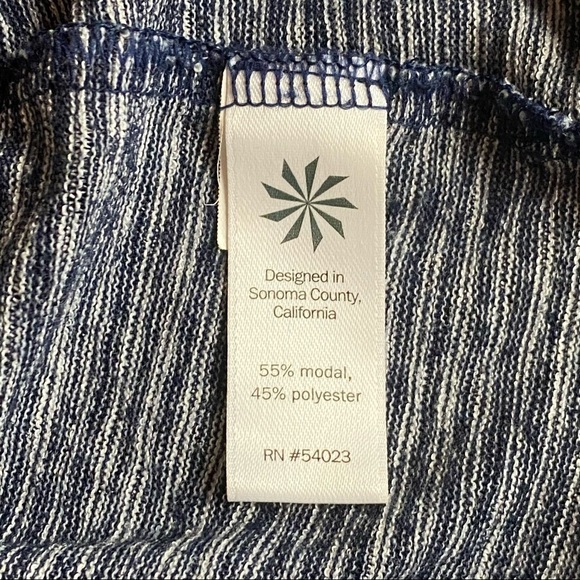 Designed in
Sonoma County,
California
55% modal,
45% polyester
RN #54023